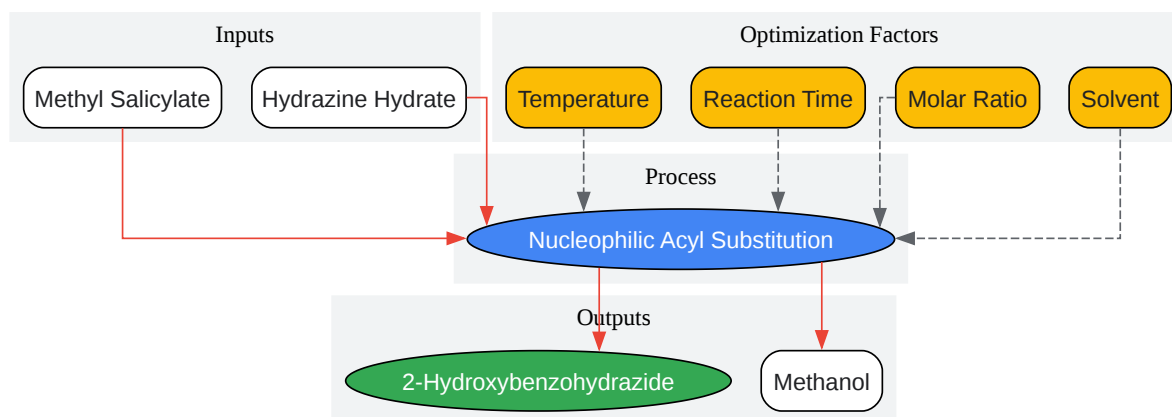 Inputs
Optimization Factors
Methyl Salicylate
Hydrazine Hydrate
Temperature
Reaction Time
Molar Ratio
Solvent
Process
Nucleophilic Acyl Substitution
Outputs
2-Hydroxybenzohydrazide
Methanol